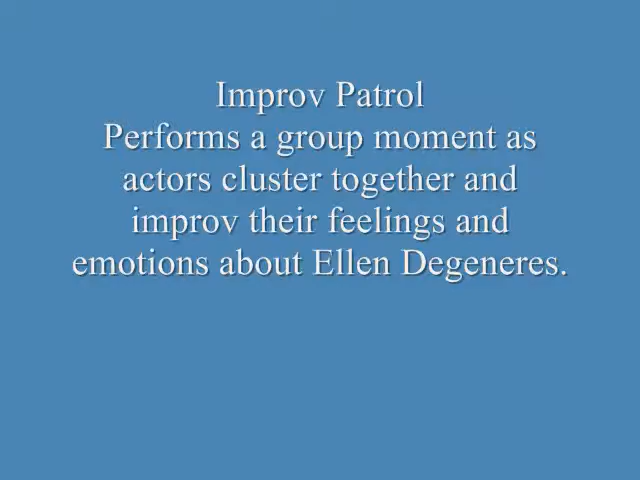 Improv Patrol
Performs a group moment as
actors cluster together and
improv their feelings and
emotions about Ellen Degeneres.